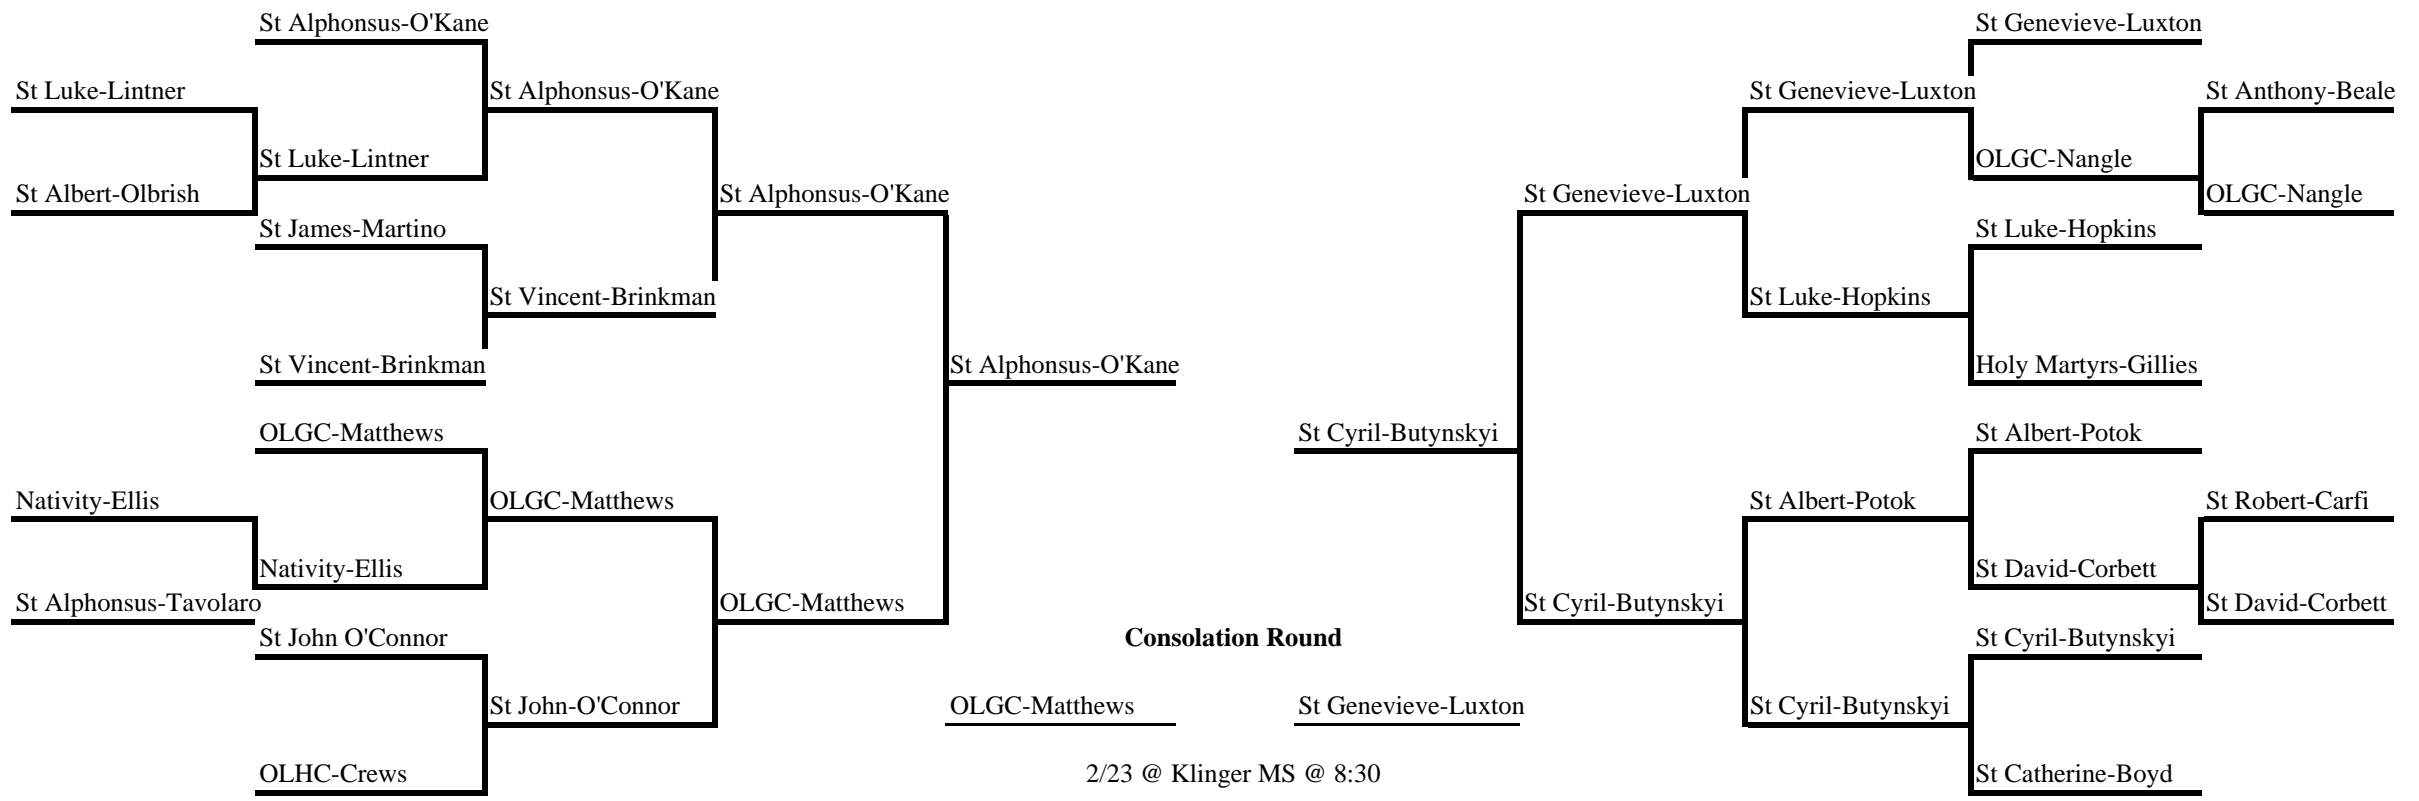 St Alphonsus-O'Kane
St Genevieve-Luxton
St Luke-Lintner
St Alphonsus-O'Kane
St Genevieve-Luxton
St Anthony-Beale
St Luke-Lintner
OLGC-Nangle
St Albert-Olbrish
St Alphonsus-O'Kane
St Genevieve-Luxton
OLGC-Nangle
St James-Martino
St Luke-Hopkins
St Vincent-Brinkman
St Luke-Hopkins
St Vincent-Brinkman
St Alphonsus-O'Kane
Holy Martyrs-Gillies
OLGC-Matthews
St Cyril-Butynskyi
St Albert-Potok
Nativity-Ellis
OLGC-Matthews
St Albert-Potok
St Robert-Carfi
Nativity-Ellis
St David-Corbett
St Alphonsus-Tavolaro
OLGC-Matthews
St Cyril-Butynskyi
St David-Corbett
St John O'Connor
Consolation Round
St Cyril-Butynskyi
St John-O'Connor
OLGC-Matthews
St Genevieve-Luxton
St Cyril-Butynskyi
OLHC-Crews
2/23 @ Klinger MS @ 8:30
St Catherine-Boyd